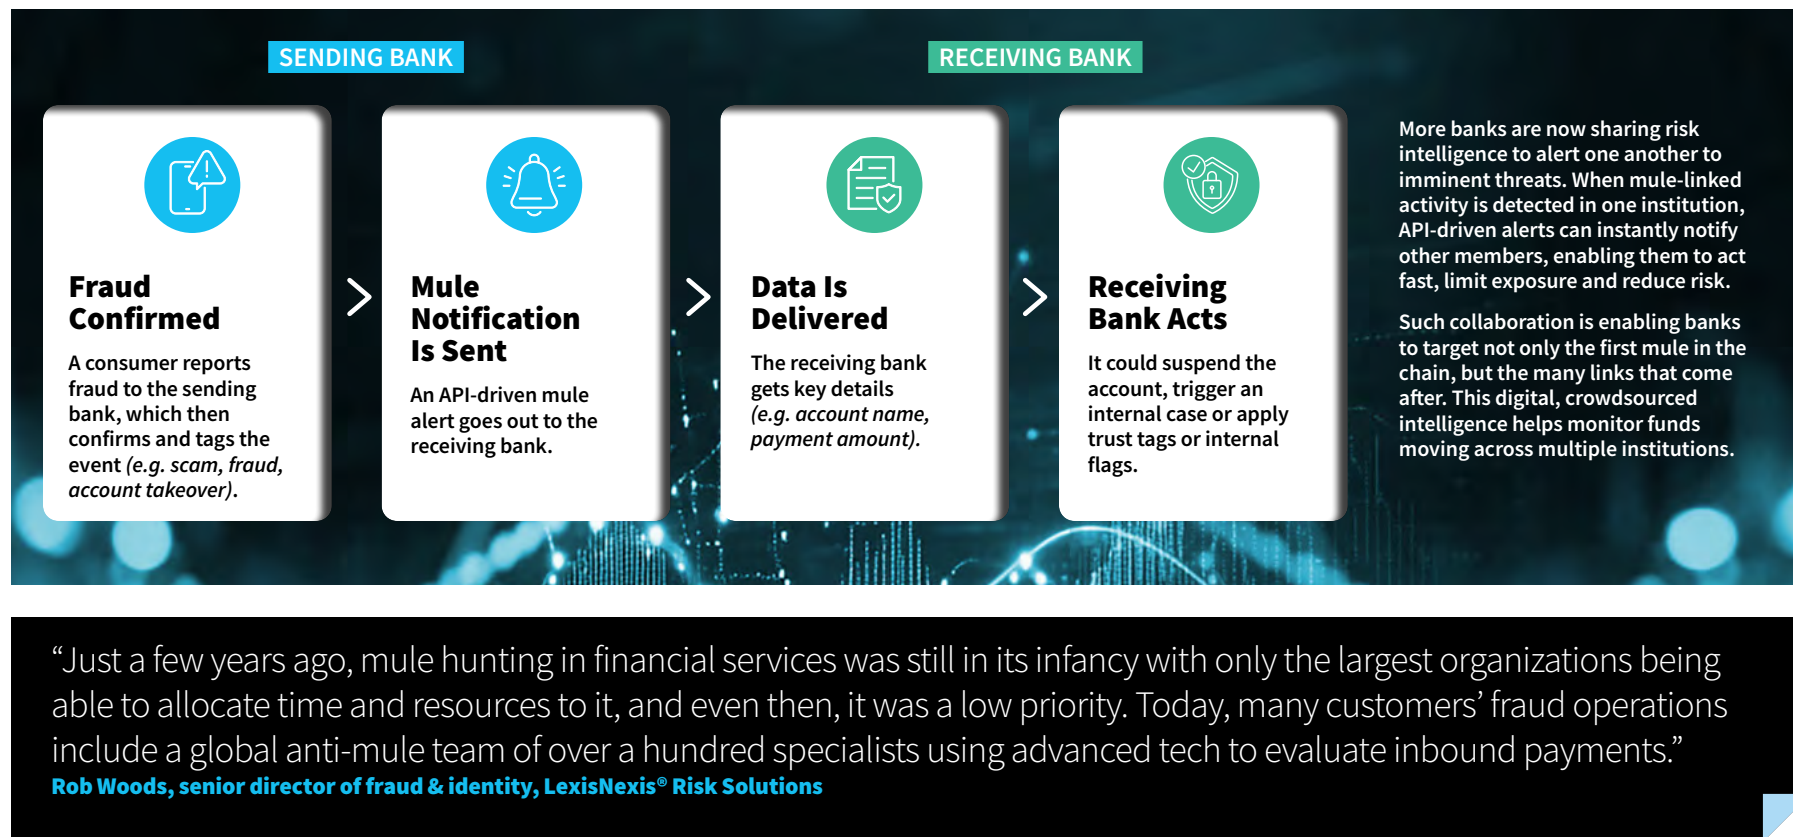 SENDING BANK
RECEIVING BANK
Fraud
Confirmed
A consumer reports
fraud to the sending
bank, which then
confirms and tags the
event (e.g. scam, fraud,
account takeover).
Mule
Notification
Is Sent
An API-driven mule
alert goes out to the
receiving bank.
Data Is
Delivered
The receiving bank
gets key details
(e.g. account name,
payment amount).
Receiving
Bank Acts
It could suspend the
account, trigger an
internal case or apply
trust tags or internal
flags.
More banks are now sharing risk
intelligence to alert one another to
imminent threats. When mule-linked
activity is detected in one institution,
API-driven alerts can instantly notify
other members, enabling them to act
fast, limit exposure and reduce risk.
Such collaboration is enabling banks
to target not only the first mule in the
chain, but the many links that come
after. This digital, crowdsourced
intelligence helps monitor funds
moving across multiple institutions.
“Just a few years ago, mule hunting in financial services was still in its infancy with only the largest organizations being
able to allocate time and resources to it, and even then, it was a low priority. Today, many customers’ fraud operations
include a global anti-mule team of over a hundred specialists using advanced tech to evaluate inbound payments.”
Rob Woods, senior director of fraud & identity, LexisNexis® Risk Solutions